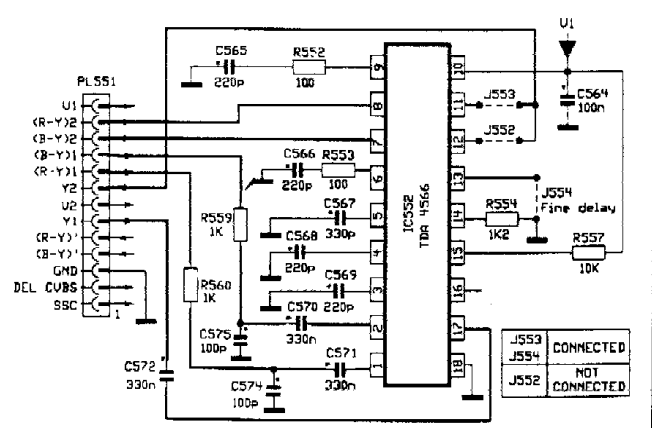 PL551
U1
(R-Y)2
(B-Y)2
(B-Y)1
(R-Y)1
Y2
U2
Y1
(R-Y)'
(B-Y)'
GND
DEL CVBS
SSC
1
C565
220p
R552
100
C566
220p
R553
100
C567
330p
C568
220p
C569
220p
R559
1K
R560
1K
C570
330n
C575
100p
C571
330n
C574
100p
C572
330n
IC552
TDA 4566
9
8
7
6
5
4
3
2
1
10
11
12
13
14
15
16
17
18
U1
C564
100n
J553
J552
J554
Fine delay
R554
1K2
R557
10K
J553
J554
CONNECTED
J552
NOT
CONNECTED